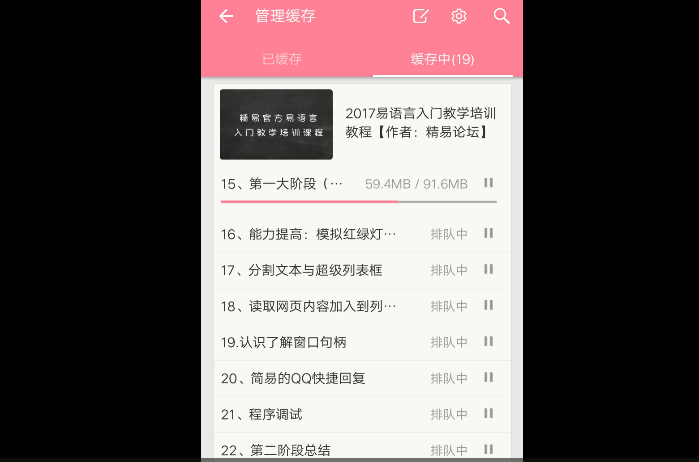 管理缓存
已缓存
缓存中(19)
精易官方易语言
入门教学培训课程
2017易语言入门教学培训
教程【作者：精易论坛】
15、第一大阶段（… 59.4MB / 91.6MB
16、能力提高：模拟红绿灯… 排队中
17、分割文本与超级列表框 排队中
18、读取网页内容加入到列… 排队中
19.认识了解窗口句柄 排队中
20、简易的QQ快捷回复 排队中
21、程序调试 排队中
22、第二阶段总结 排队中